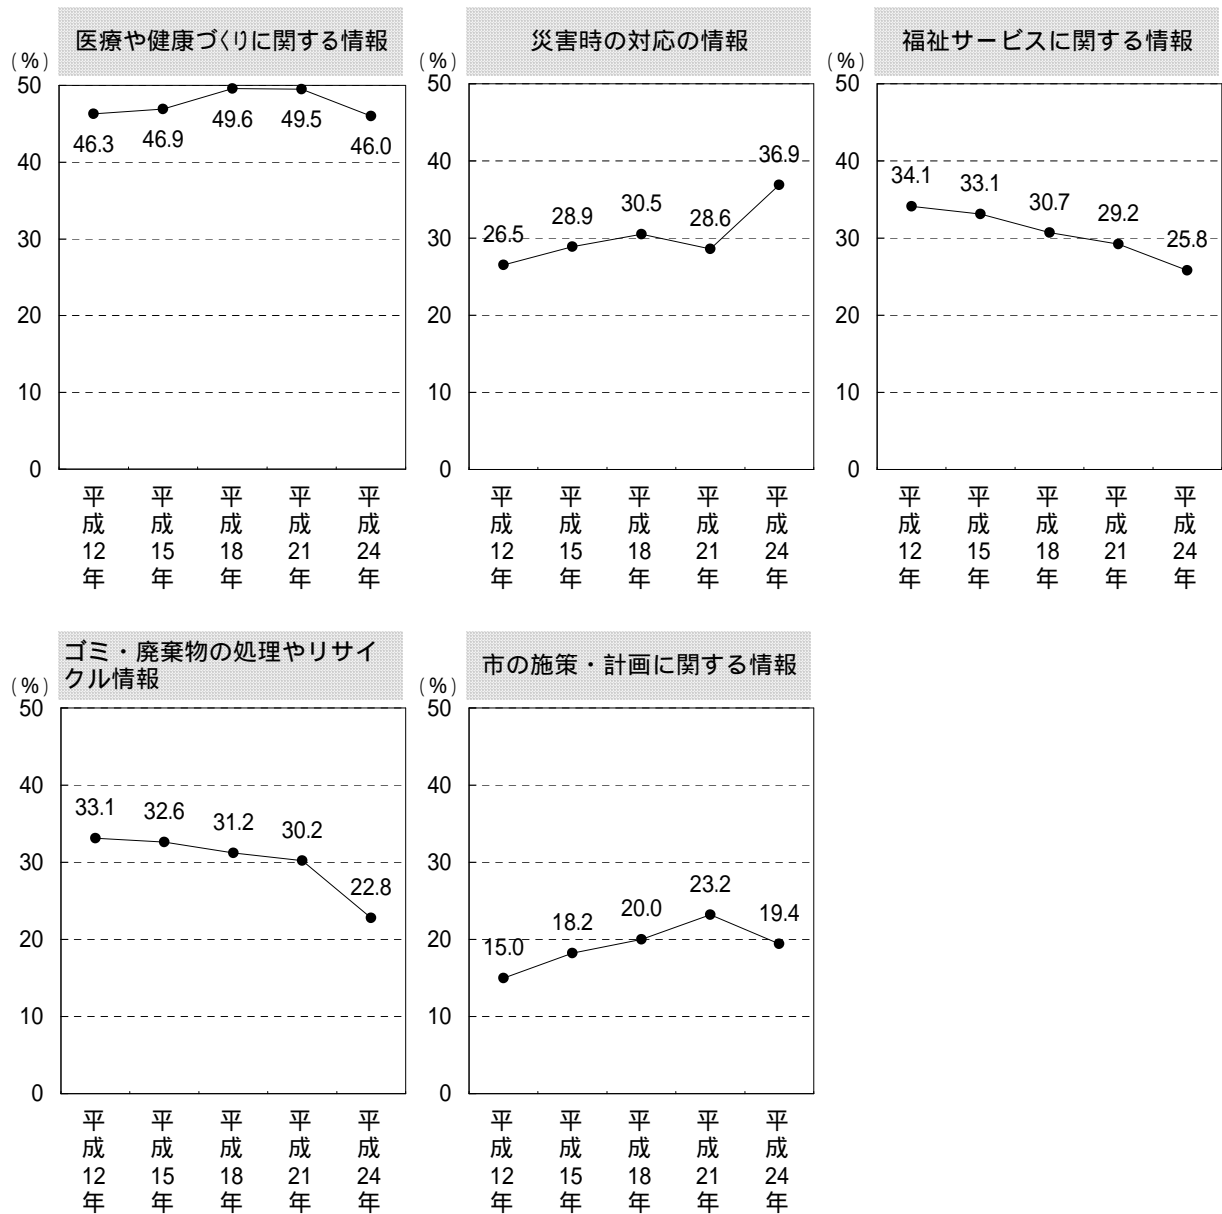 医療や健康づくりに関する情報
(%)
50
40
30
20
10
0
46.3
46.9
49.6
49.5
46.0
平成12年
平成15年
平成18年
平成21年
平成24年
災害時の対応の情報
(%)
50
40
30
20
10
0
26.5
28.9
30.5
28.6
36.9
平成12年
平成15年
平成18年
平成21年
平成24年
福祉サービスに関する情報
(%)
50
40
30
20
10
0
34.1
33.1
30.7
29.2
25.8
平成12年
平成15年
平成18年
平成21年
平成24年
ゴミ・廃棄物の処理やリサイ
クル情報
(%)
50
40
30
20
10
0
33.1
32.6
31.2
30.2
22.8
平成12年
平成15年
平成18年
平成21年
平成24年
市の施策・計画に関する情報
(%)
50
40
30
20
10
0
15.0
18.2
20.0
23.2
19.4
平成12年
平成15年
平成18年
平成21年
平成24年